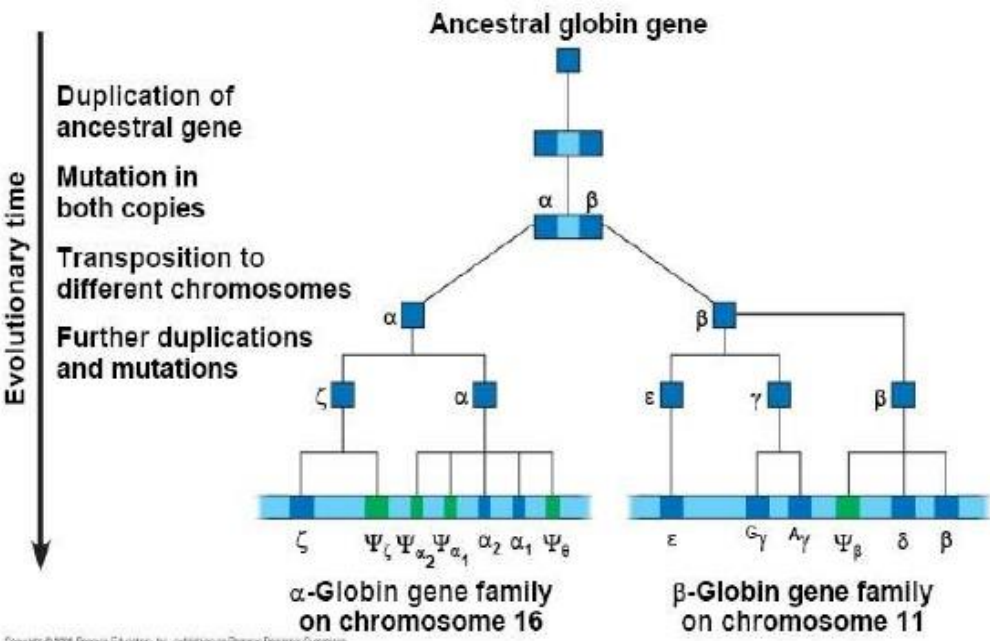 Ancestral globin gene
Evolutionary time
Duplication of
ancestral gene
Mutation in
both copies
Transposition to
different chromosomes
Further duplications
and mutations
α β
α
β
ζ
α
ε
γ
β
ζ Ψζ Ψα2 Ψα1 α2 α1 Ψθ
ε Gγ Aγ Ψβ δ β
α-Globin gene family
on chromosome 16
β-Globin gene family
on chromosome 11